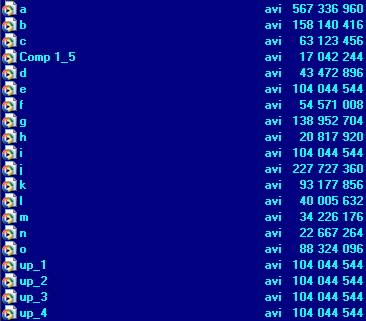 a avi 567 336 960
b avi 158 140 416
c avi 63 123 456
Comp 1_5 avi 17 042 244
d avi 43 472 896
e avi 104 044 544
f avi 54 571 008
g avi 138 952 704
h avi 20 817 920
i avi 104 044 544
j avi 227 727 360
k avi 93 177 856
l avi 40 005 632
m avi 34 226 176
n avi 22 667 264
o avi 88 324 096
up_1 avi 104 044 544
up_2 avi 104 044 544
up_3 avi 104 044 544
up_4 avi 104 044 544